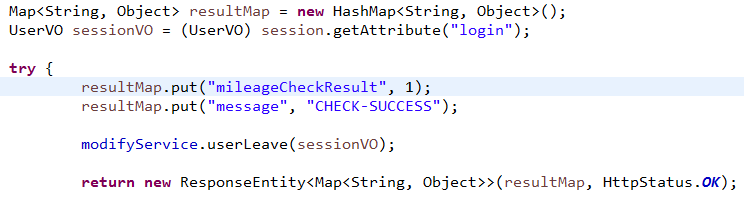 Map<String, Object> resultMap = new HashMap<String, Object>();
UserVO sessionVO = (UserVO) session.getAttribute("login");
try {
resultMap.put("mileageCheckResult", 1);
resultMap.put("message", "CHECK-SUCCESS");
modifyService.userLeave(sessionVO);
return new ResponseEntity<Map<String, Object>>(resultMap, HttpStatus.OK);